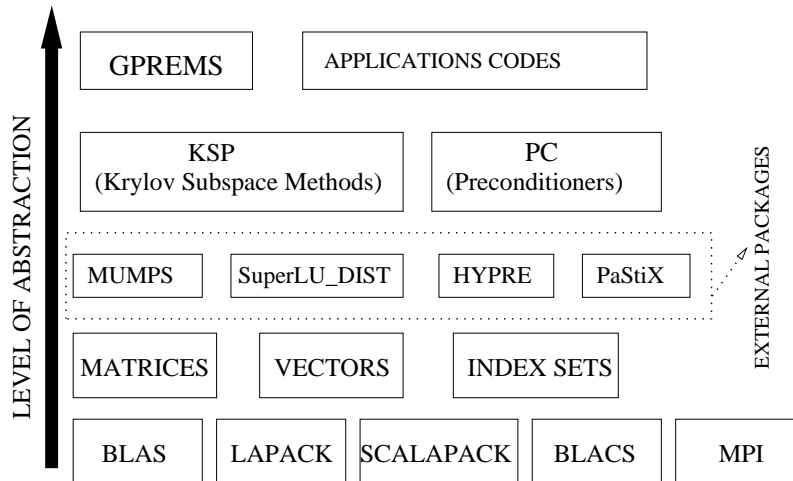 GPREMS
APPLICATIONS CODES
KSP
(Krylov Subspace Methods)
PC
(Preconditioners)
MUMPS
SuperLU_DIST
HYPRE
PaStiX
MATRICES
VECTORS
INDEX SETS
BLAS
LAPACK
SCALAPACK
BLACS
MPI
LEVEL OF ABSTRACTION
EXTERNAL PACKAGES